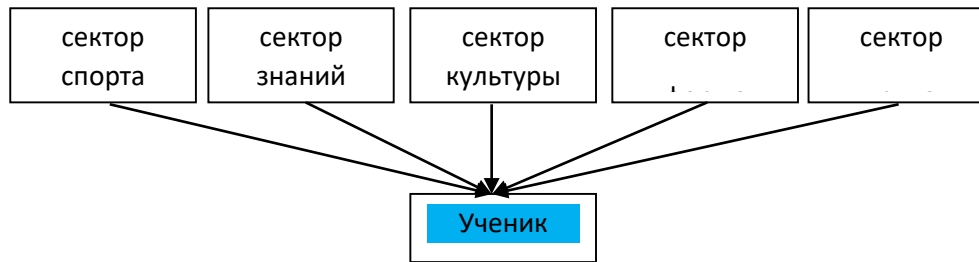 сектор
спорта
сектор
знаний
сектор
культуры
сектор
сектор
Ученик